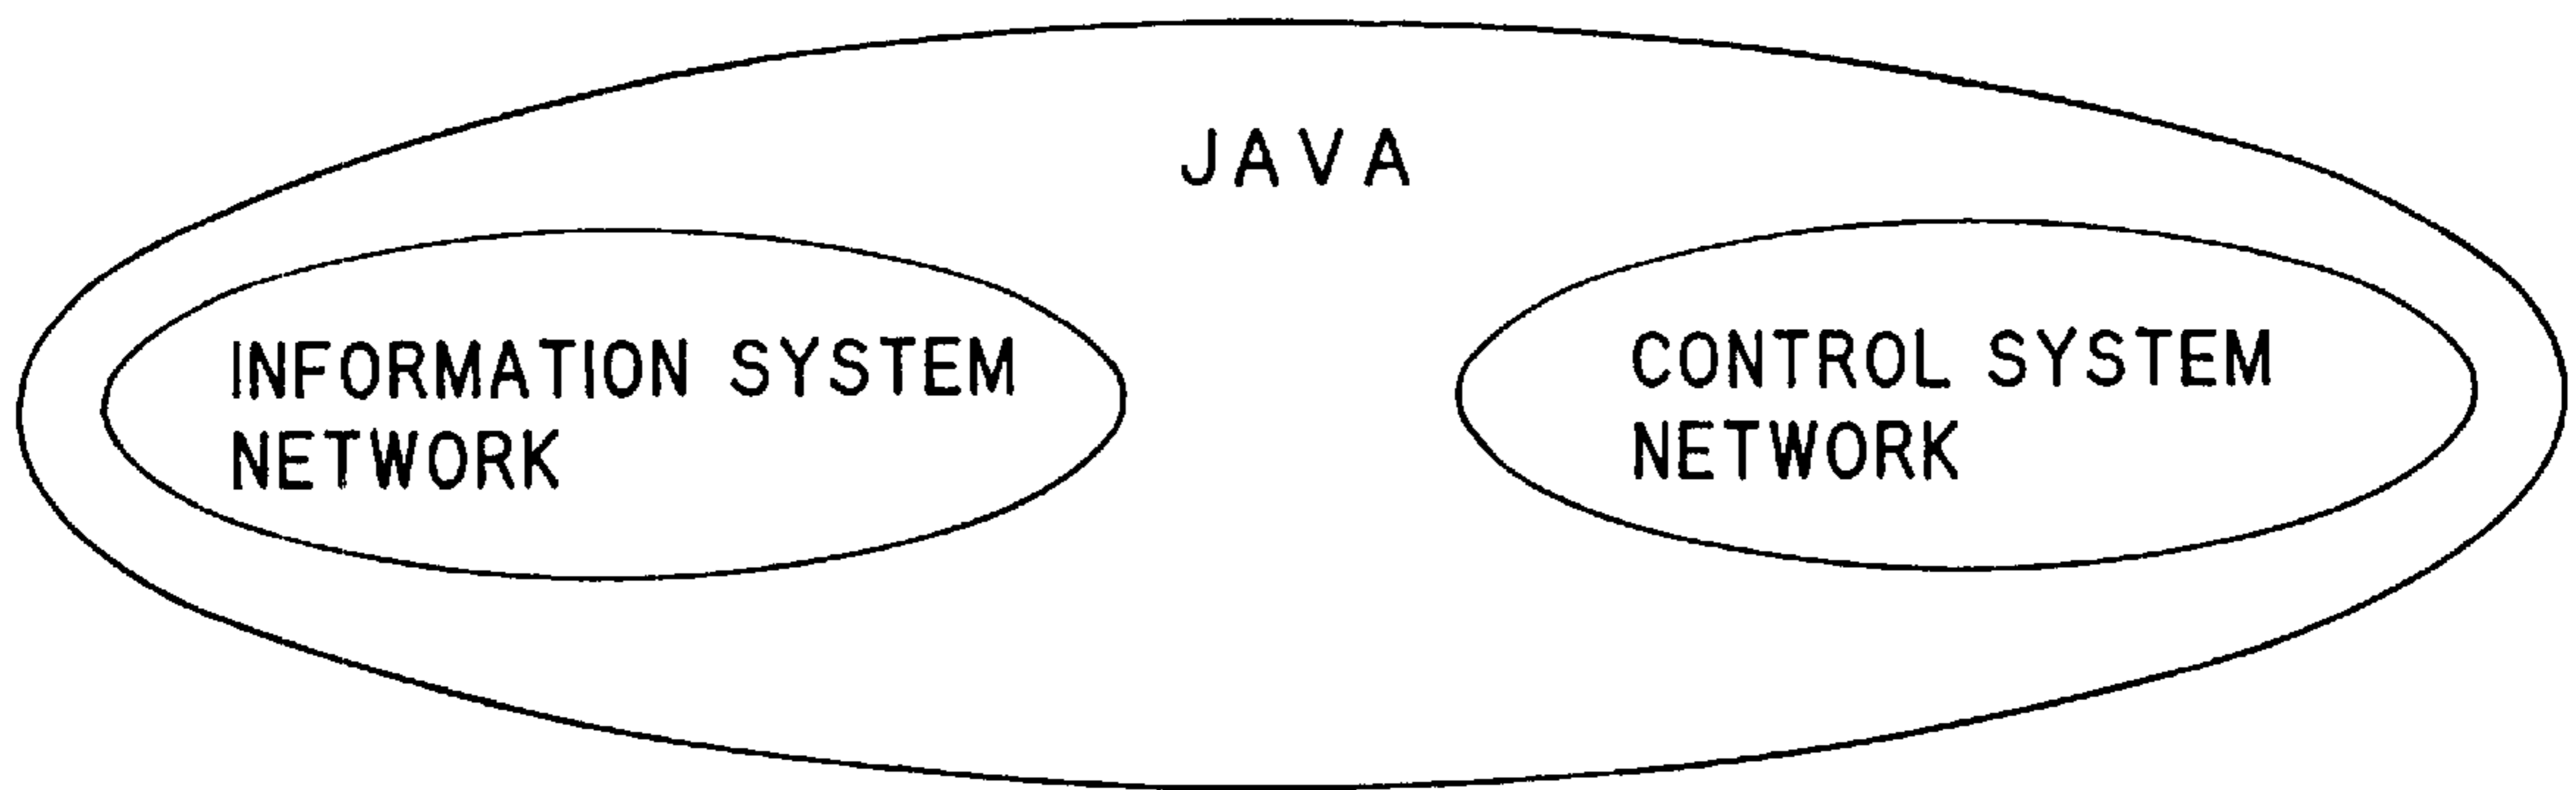 JAVA
INFORMATION SYSTEM
NETWORK
CONTROL SYSTEM
NETWORK